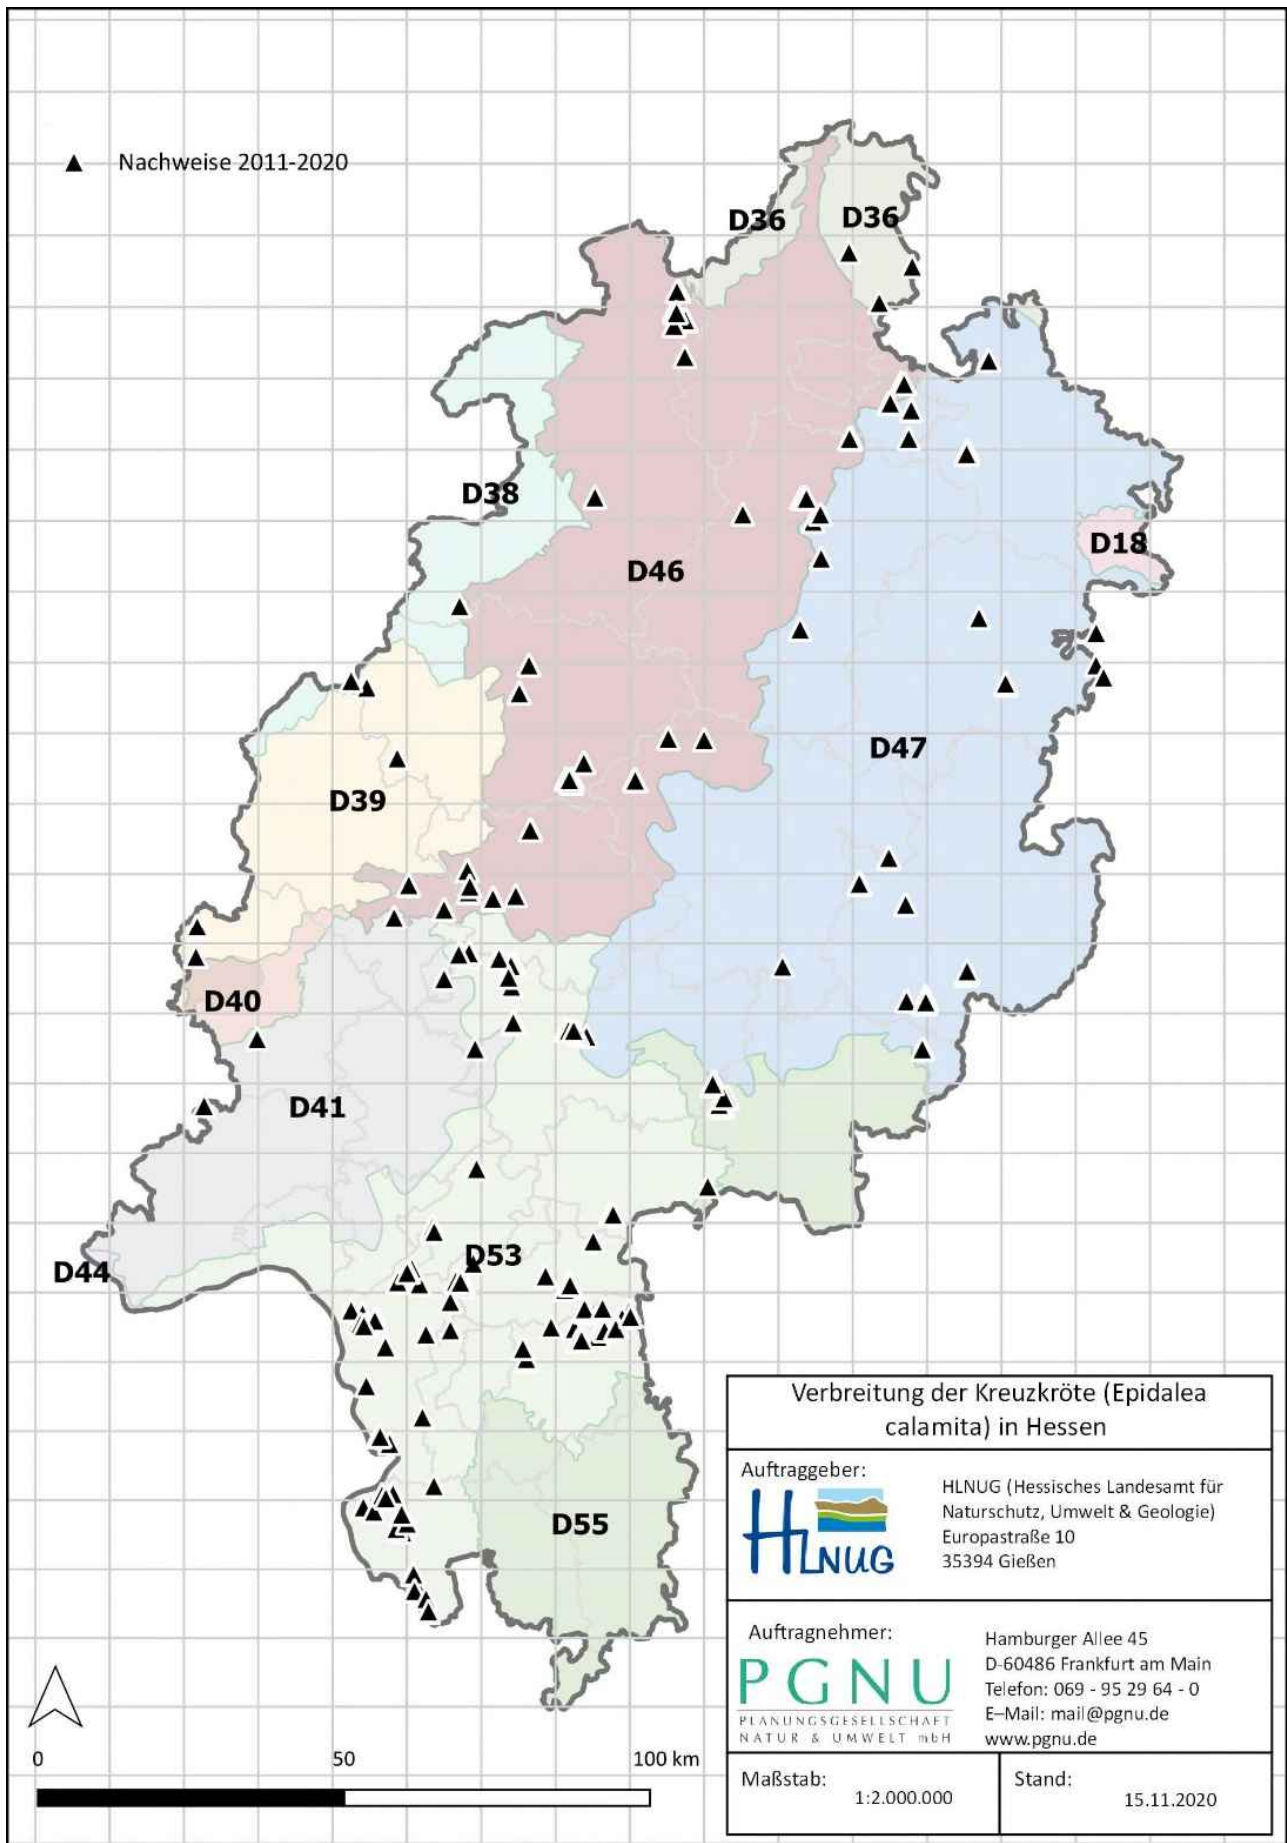 Nachweise 2011-2020
D36
D36
D38
D46
D18
D47
D39
D40
D41
D53
D44
D55
Verbreitung der Kreuzkröte (Epidalea
calamita) in Hessen
Auftraggeber:
HLNUG
HLNUG (Hessisches Landesamt für
Naturschutz, Umwelt & Geologie)
Europastraße 10
35394 Gießen
Auftragnehmer:
PGNU
PLANUNGSGESELLSCHAFT
NATUR & UMWELT mbH
Hamburger Allee 45
D-60486 Frankfurt am Main
Telefon: 069 - 95 29 64 - 0
E–Mail: mail@pgnu.de
www.pgnu.de
0 50 100 km
Maßstab:
1:2.000.000
Stand:
15.11.2020